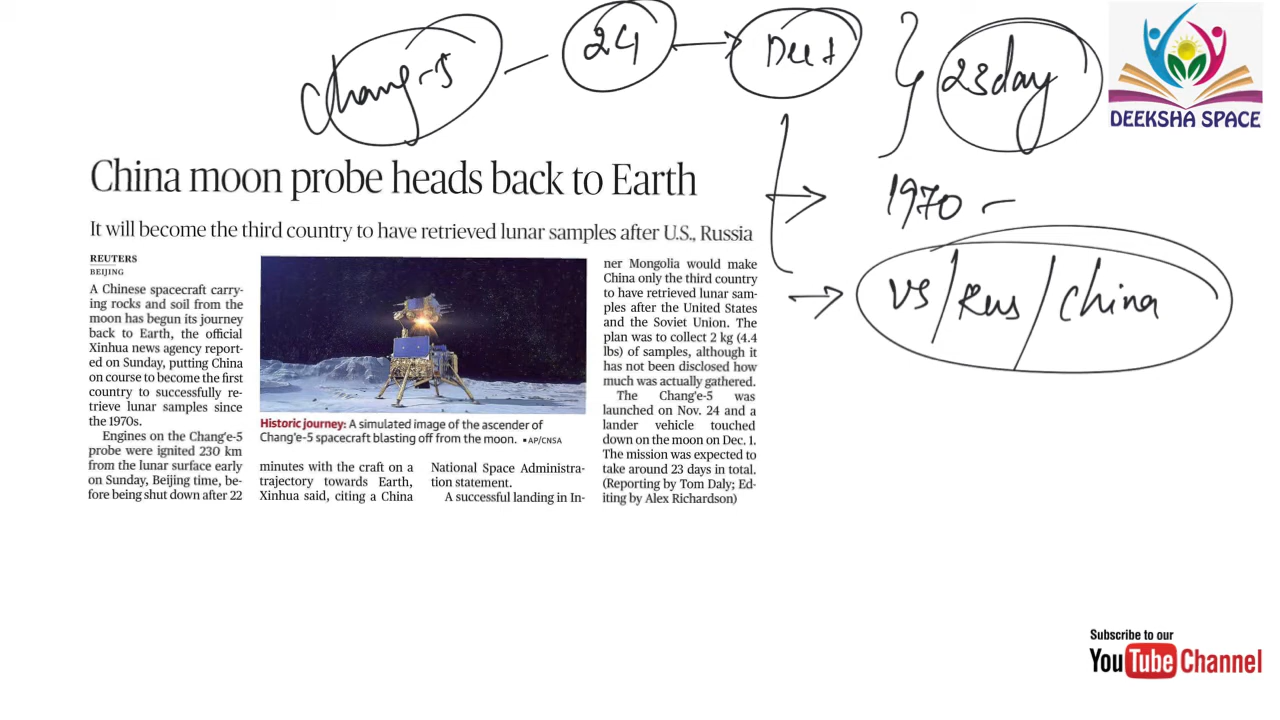 Chang-5 - 24 → Dec 1 } 23 day
DEEKSHA SPACE
China moon probe heads back to Earth
→ 1970 -
It will become the third country to have retrieved lunar samples after U.S., Russia
→ US/Rus/China
REUTERS
BEIJING
A Chinese spacecraft carry-
ing rocks and soil from the
moon has begun its journey
back to Earth, the official
Xinhua news agency report-
ed on Sunday, putting China
on course to become the first
country to successfully re-
trieve lunar samples since
the 1970s.
Engines on the Chang'e-5
probe were ignited 230 km
from the lunar surface early
on Sunday, Beijing time, be-
fore being shut down after 22
Historic journey: A simulated image of the ascender of
Chang'e-5 spacecraft blasting off from the moon. ▪ AP/CNSA
minutes with the craft on a
trajectory towards Earth,
Xinhua said, citing a China
National Space Administra-
tion statement.
A successful landing in In-
ner Mongolia would make
China only the third country
to have retrieved lunar sam-
ples after the United States
and the Soviet Union. The
plan was to collect 2 kg (4.4
lbs) of samples, although it
has not been disclosed how
much was actually gathered.
The Chang'e-5 was
launched on Nov. 24 and a
lander vehicle touched
down on the moon on Dec. 1.
The mission was expected to
take around 23 days in total.
(Reporting by Tom Daly; Ed-
iting by Alex Richardson)
Subscribe to our
YouTube Channel